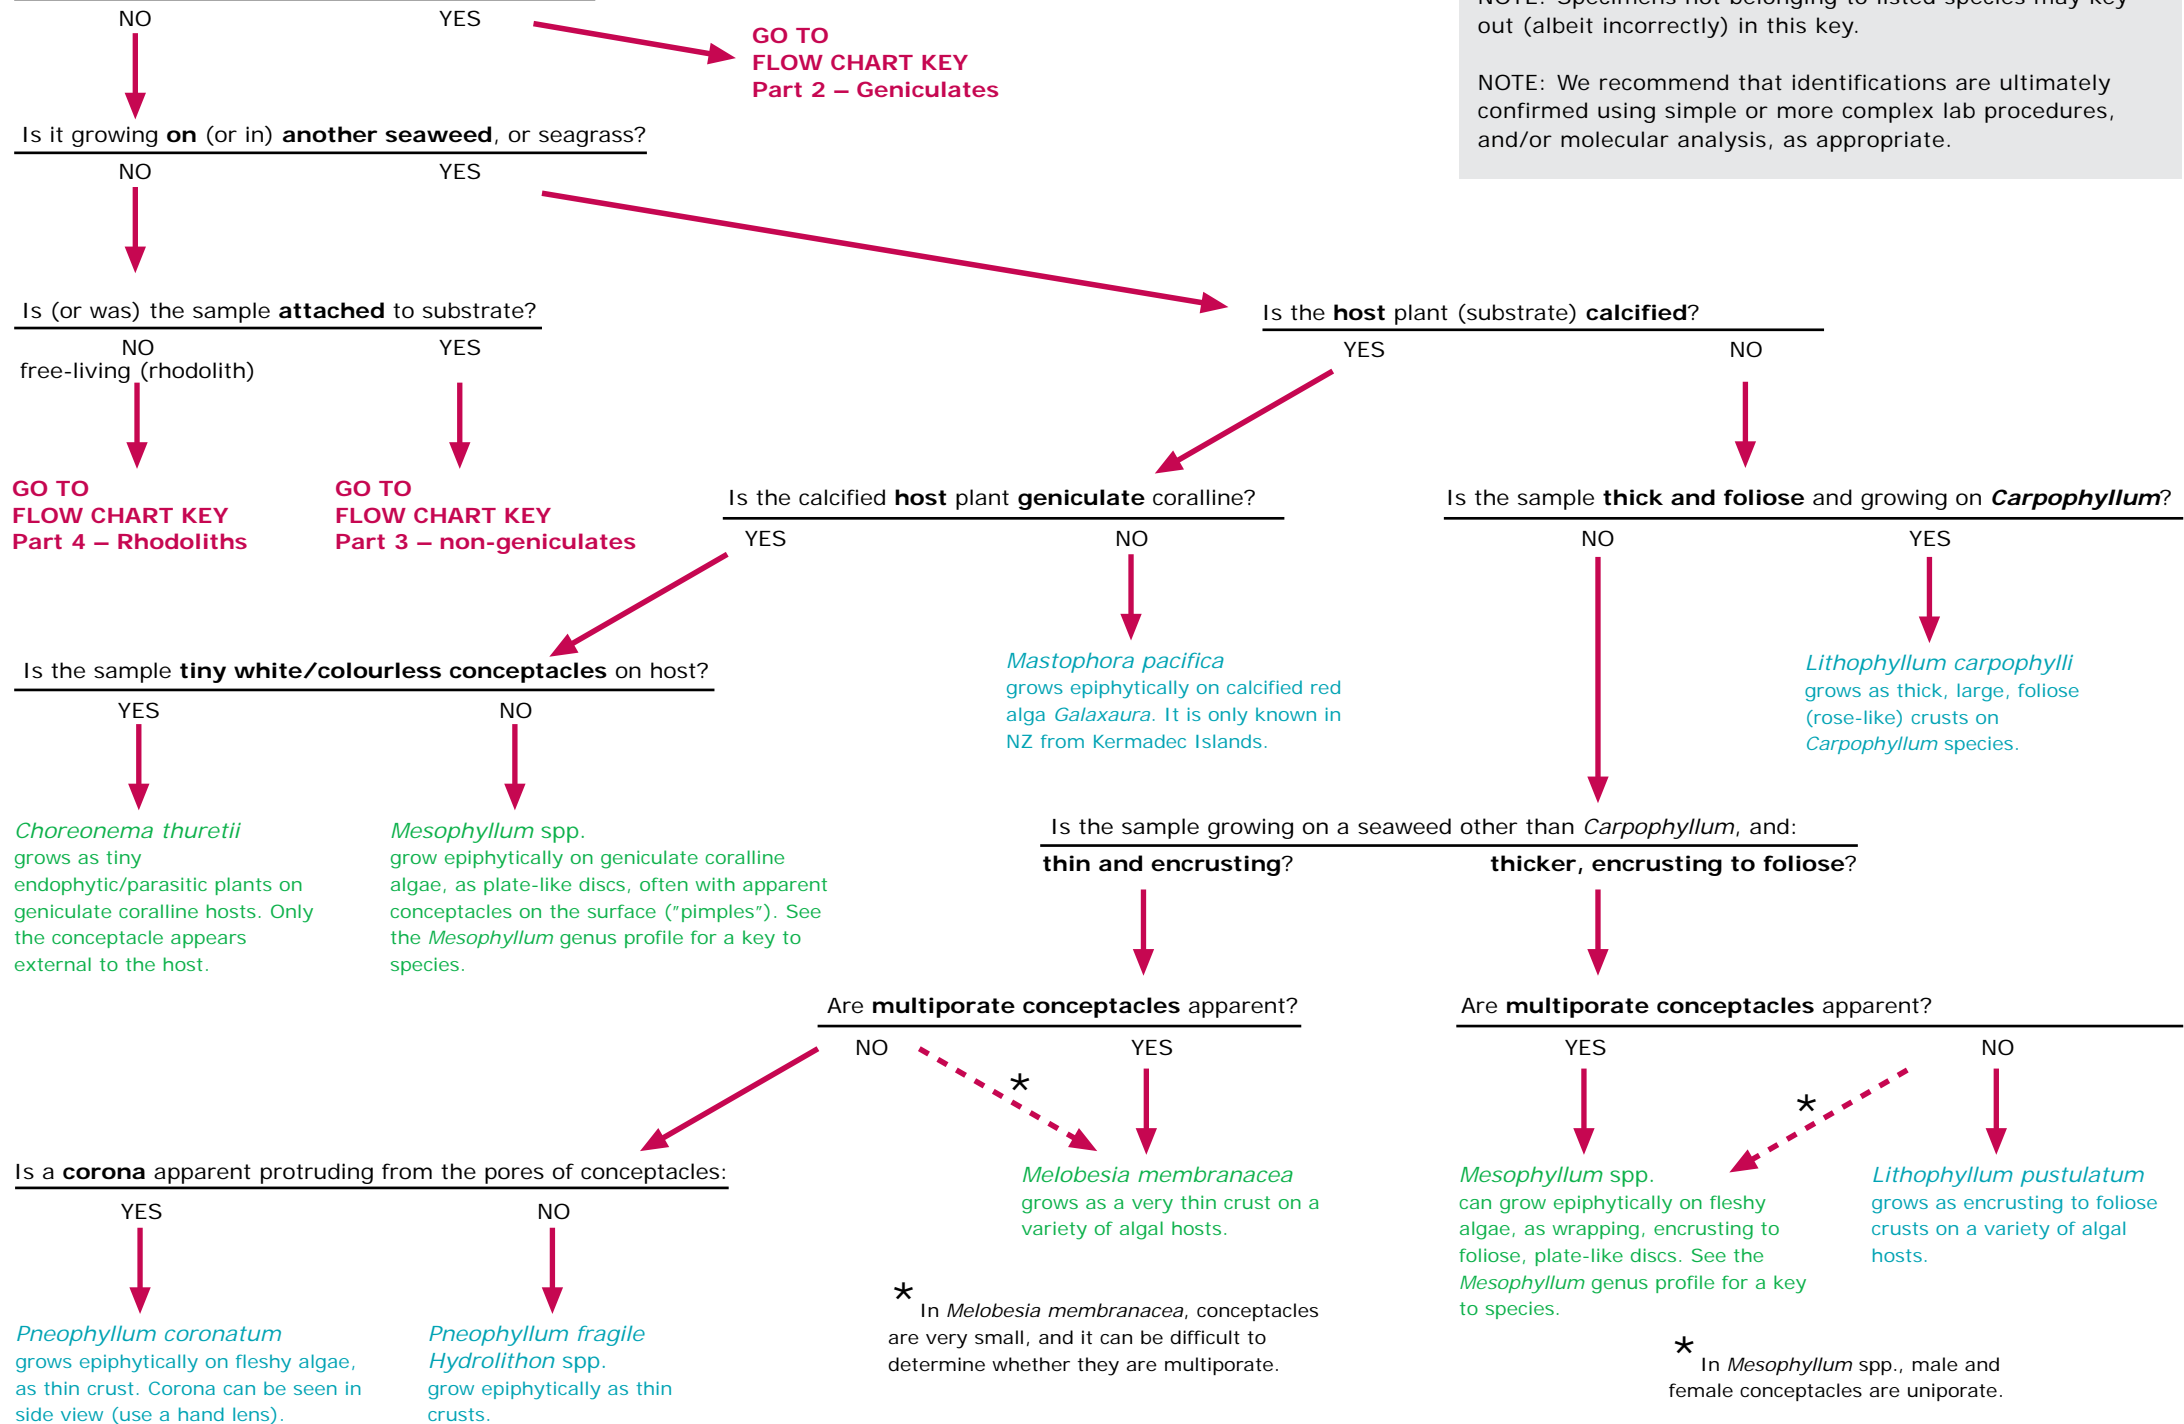 NO
YES
GO TO
FLOW CHART KEY
Part 2 – Geniculates
NOTE: Specimens not belonging to listed species may key
out (albeit incorrectly) in this key.
NOTE: We recommend that identifications are ultimately
confirmed using simple or more complex lab procedures,
and/or molecular analysis, as appropriate.
Is it growing on (or in) another seaweed, or seagrass?
NO
YES
Is (or was) the sample attached to substrate?
NO
free-living (rhodolith)
YES
Is the host plant (substrate) calcified?
YES
NO
GO TO
FLOW CHART KEY
Part 4 – Rhodoliths
GO TO
FLOW CHART KEY
Part 3 – non-geniculates
Is the calcified host plant geniculate coralline?
YES
NO
Is the sample thick and foliose and growing on Carpophyllum?
NO
YES
Is the sample tiny white/colourless conceptacles on host?
YES
NO
Mastophora pacifica
grows epiphytically on calcified red
alga Galaxaura. It is only known in
NZ from Kermadec Islands.
Lithophyllum carpophylli
grows as thick, large, foliose
(rose-like) crusts on
Carpophyllum species.
Choreonema thuretii
grows as tiny
endophytic/parasitic plants on
geniculate coralline hosts. Only
the conceptacle appears
external to the host.
Mesophyllum spp.
grow epiphytically on geniculate coralline
algae, as plate-like discs, often with apparent
conceptacles on the surface ("pimples"). See
the Mesophyllum genus profile for a key to
species.
Is the sample growing on a seaweed other than Carpophyllum, and:
thin and encrusting?
thicker, encrusting to foliose?
Are multiporate conceptacles apparent?
NO
YES
*
Are multiporate conceptacles apparent?
YES
NO
*
Is a corona apparent protruding from the pores of conceptacles:
YES
NO
Melobesia membranacea
grows as a very thin crust on a
variety of algal hosts.
Mesophyllum spp.
can grow epiphytically on fleshy
algae, as wrapping, encrusting to
foliose, plate-like discs. See the
Mesophyllum genus profile for a key
to species.
Lithophyllum pustulatum
grows as encrusting to foliose
crusts on a variety of algal
hosts.
Pneophyllum coronatum
grows epiphytically on fleshy algae,
as thin crust. Corona can be seen in
side view (use a hand lens).
Pneophyllum fragile
Hydrolithon spp.
grow epiphytically as thin
crusts.
* In Melobesia membranacea, conceptacles
are very small, and it can be difficult to
determine whether they are multiporate.
* In Mesophyllum spp., male and
female conceptacles are uniporate.